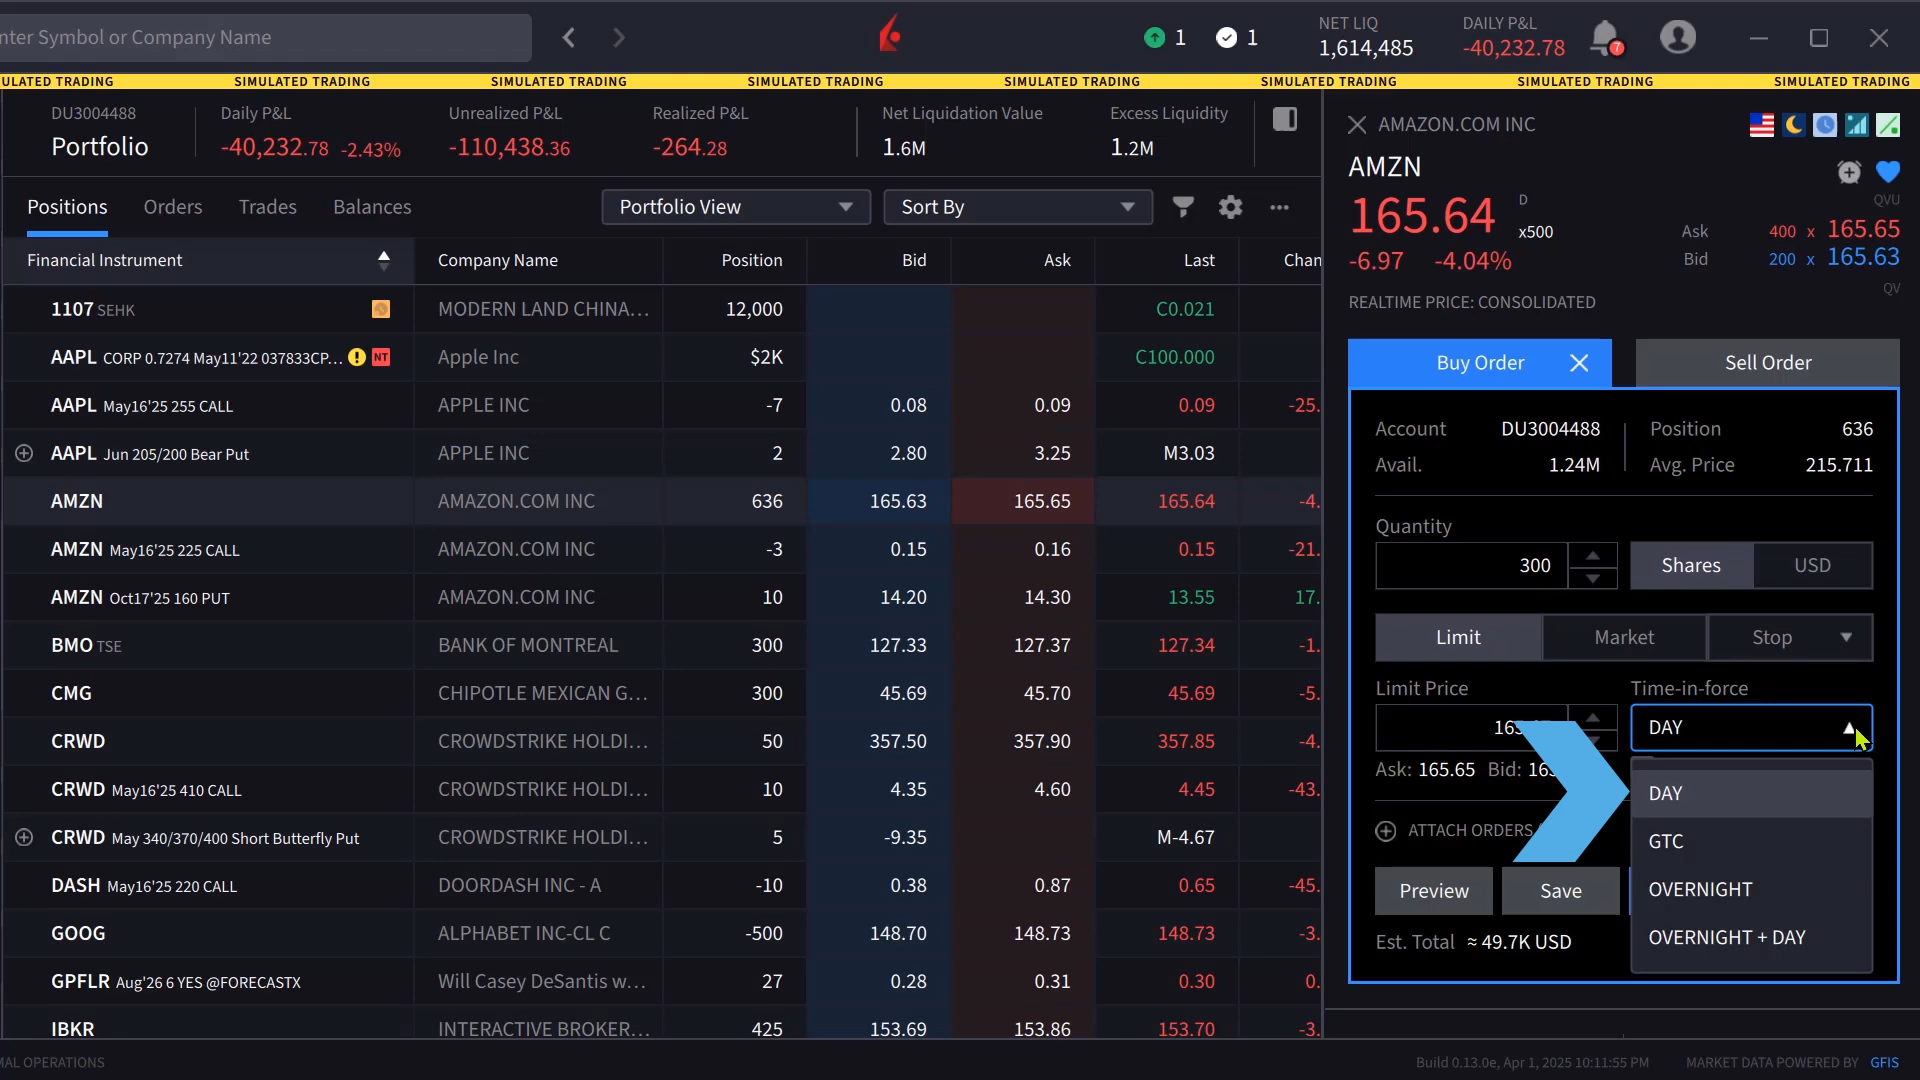 nter Symbol or Company Name
1
1
NET LIQ
1,614,485
DAILY P&L
-40,232.78
7
ULATED TRADING SIMULATED TRADING SIMULATED TRADING SIMULATED TRADING SIMULATED TRADING SIMULATED TRADING SIMULATED TRADING SIMULATED TRADING
DU3004488
Portfolio
Daily P&L
-40,232.78 -2.43%
Unrealized P&L
-110,438.36
Realized P&L
-264.28
Net Liquidation Value
1.6M
Excess Liquidity
1.2M
Positions Orders Trades Balances
Portfolio View
Sort By
Financial Instrument Company Name Position Bid Ask Last Chan
1107 SEHK MODERN LAND CHINA... 12,000 C0.021
AAPL CORP 0.7274 May11'22 037833CP... NT Apple Inc $2K C100.000
AAPL May16'25 255 CALL APPLE INC -7 0.08 0.09 0.09 -25.
AAPL Jun 205/200 Bear Put APPLE INC 2 2.80 3.25 M3.03
AMZN AMAZON.COM INC 636 165.63 165.65 165.64 -4.
AMZN May16'25 225 CALL AMAZON.COM INC -3 0.15 0.16 0.15 -21.
AMZN Oct17'25 160 PUT AMAZON.COM INC 10 14.20 14.30 13.55 17.
BMO TSE BANK OF MONTREAL 300 127.33 127.37 127.34 -1.
CMG CHIPOTLE MEXICAN G... 300 45.69 45.70 45.69 -5.
CRWD CROWDSTRIKE HOLDI... 50 357.50 357.90 357.85 -4.
CRWD May16'25 410 CALL CROWDSTRIKE HOLDI... 10 4.35 4.60 4.45 -43.
CRWD May 340/370/400 Short Butterfly Put CROWDSTRIKE HOLDI... 5 -9.35 M-4.67
DASH May16'25 220 CALL DOORDASH INC - A -10 0.38 0.87 0.65 -45.
GOOG ALPHABET INC-CL C -500 148.70 148.73 148.73 -3.
GPFLR Aug'26 6 YES @FORECASTX Will Casey DeSantis w... 27 0.28 0.31 0.30 0.
IBKR INTERACTIVE BROKER... 425 153.69 153.86 153.70 -3.
AMAZON.COM INC
AMZN
165.64
D
x500
-6.97 -4.04%
QVU
Ask 400 x 165.65
Bid 200 x 165.63
QV
REALTIME PRICE: CONSOLIDATED
Buy Order
Sell Order
Account DU3004488 Position 636
Avail. 1.24M Avg. Price 215.711
Quantity
300 Shares USD
Limit Market Stop
Limit Price Time-in-force
DAY
Ask: 165.65 Bid:
DAY
ATTACH ORDERS
GTC
Preview Save OVERNIGHT
Est. Total ≈ 49.7K USD OVERNIGHT + DAY
MAL OPERATIONS
Build 0.13.0e, Apr 1, 2025 10:11:55 PM
MARKET DATA POWERED BY GFIS